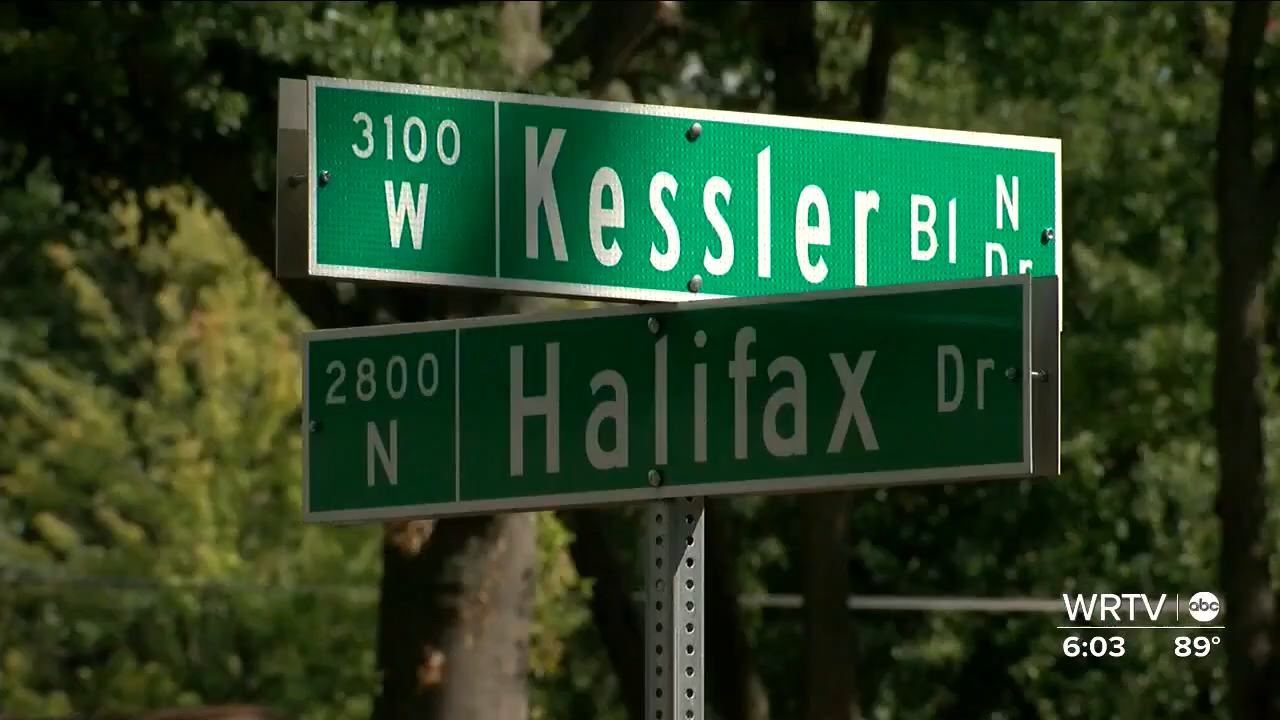 3100
W
Kessler Bl N
Dr
2800
N
Halifax Dr
WRTV abc
6:03 89°